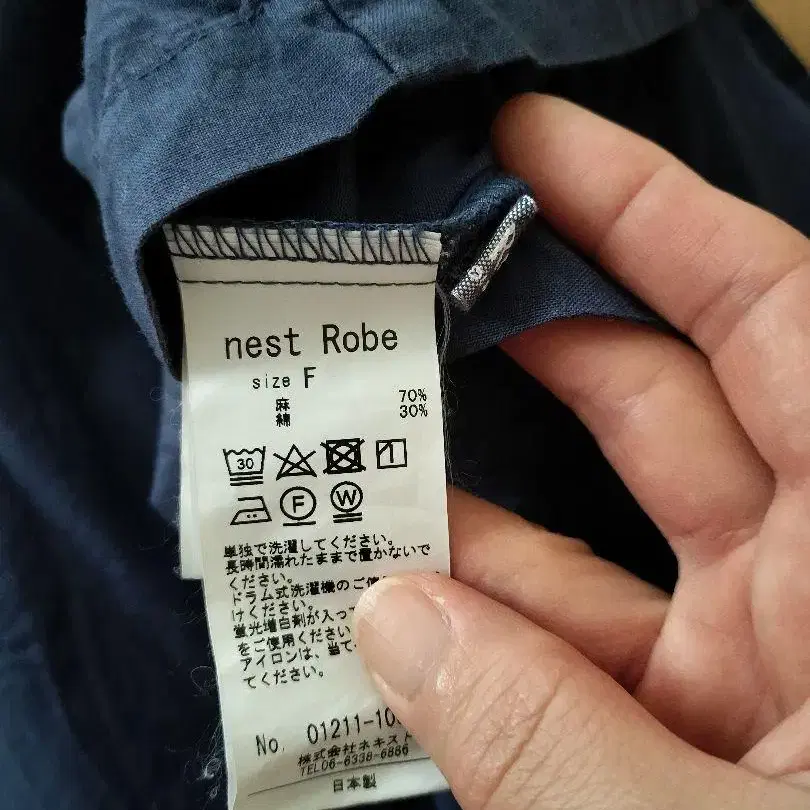 nest Robe
size F
麻 70%
綿 30%
30
F W
単独で洗濯してください。
長時間濡れたままで置かないで
ください。
ドラム式洗濯機のご使
けください。
蛍光増白剤が入っ
をご使用ください
アイロンは、当て
てください。
No. 01211-10
株式会社ネキスト
TEL06-6338-6886
日本製